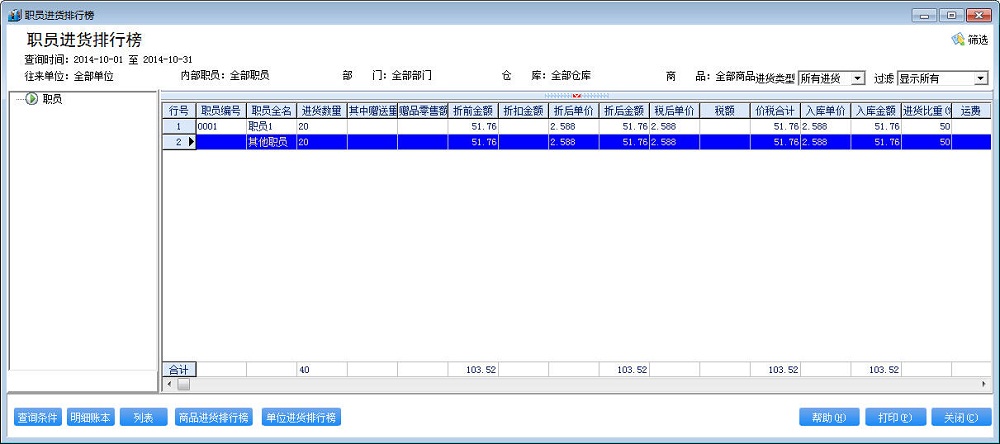 职员进货排行榜
职员进货排行榜
筛选
查询时间：2014-10-01 至 2014-10-31
往来单位：全部单位 内部职员：全部职员 部 门：全部部门 仓 库：全部仓库 商 品：全部商品 进货类型 所有进货 过滤 显示所有
职员
行号 职员编号 职员全名 进货数量 其中赠送量 赠品零售额 折前金额 折扣金额 折后单价 折后金额 税后单价 税额 价税合计 入库单价 入库金额 进货比重(% 运费
1 0001 职员1 20 51.76 2.588 51.76 2.588 51.76 2.588 51.76 50
2 其他职员 20 51.76 2.588 51.76 2.588 51.76 2.588 51.76 50
合计 40 103.52 103.52 103.52 103.52
查询条件 明细账本 列表 商品进货排行榜 单位进货排行榜 帮助(H) 打印(P) 关闭(C)